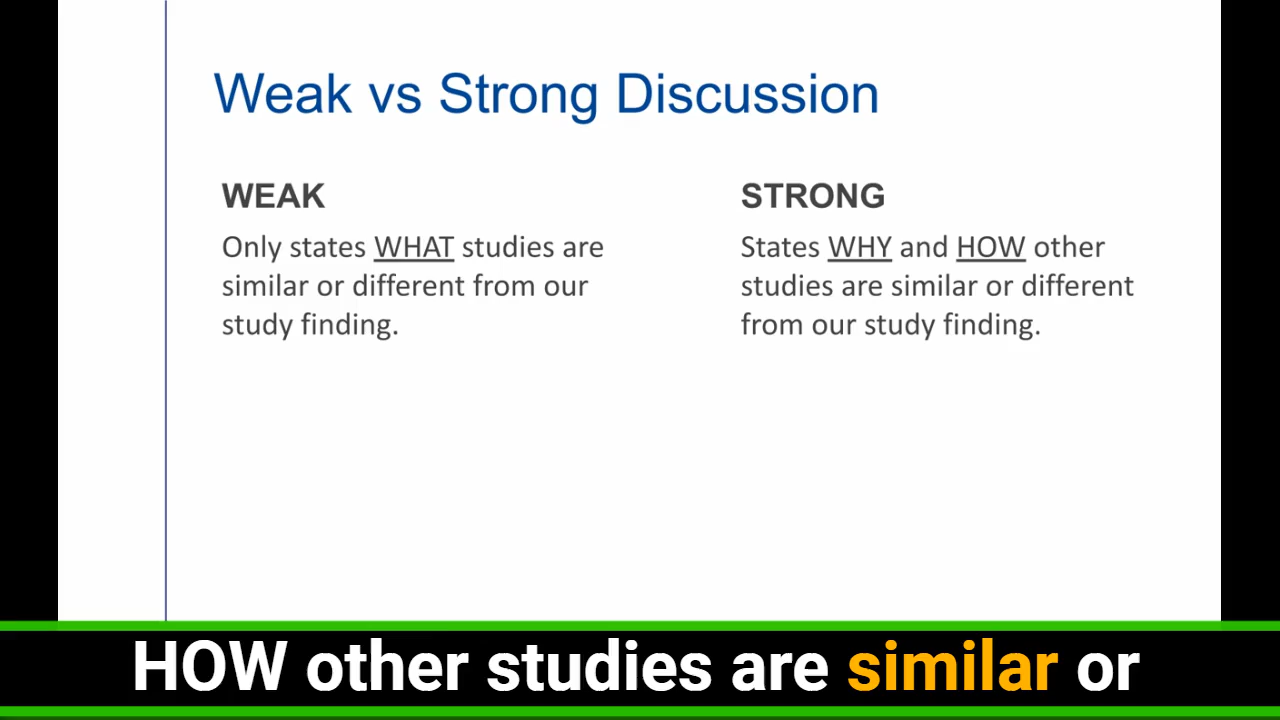 Weak vs Strong Discussion
WEAK
Only states WHAT studies are
similar or different from our
study finding.
STRONG
States WHY and HOW other
studies are similar or different
from our study finding.
HOW other studies are similar or